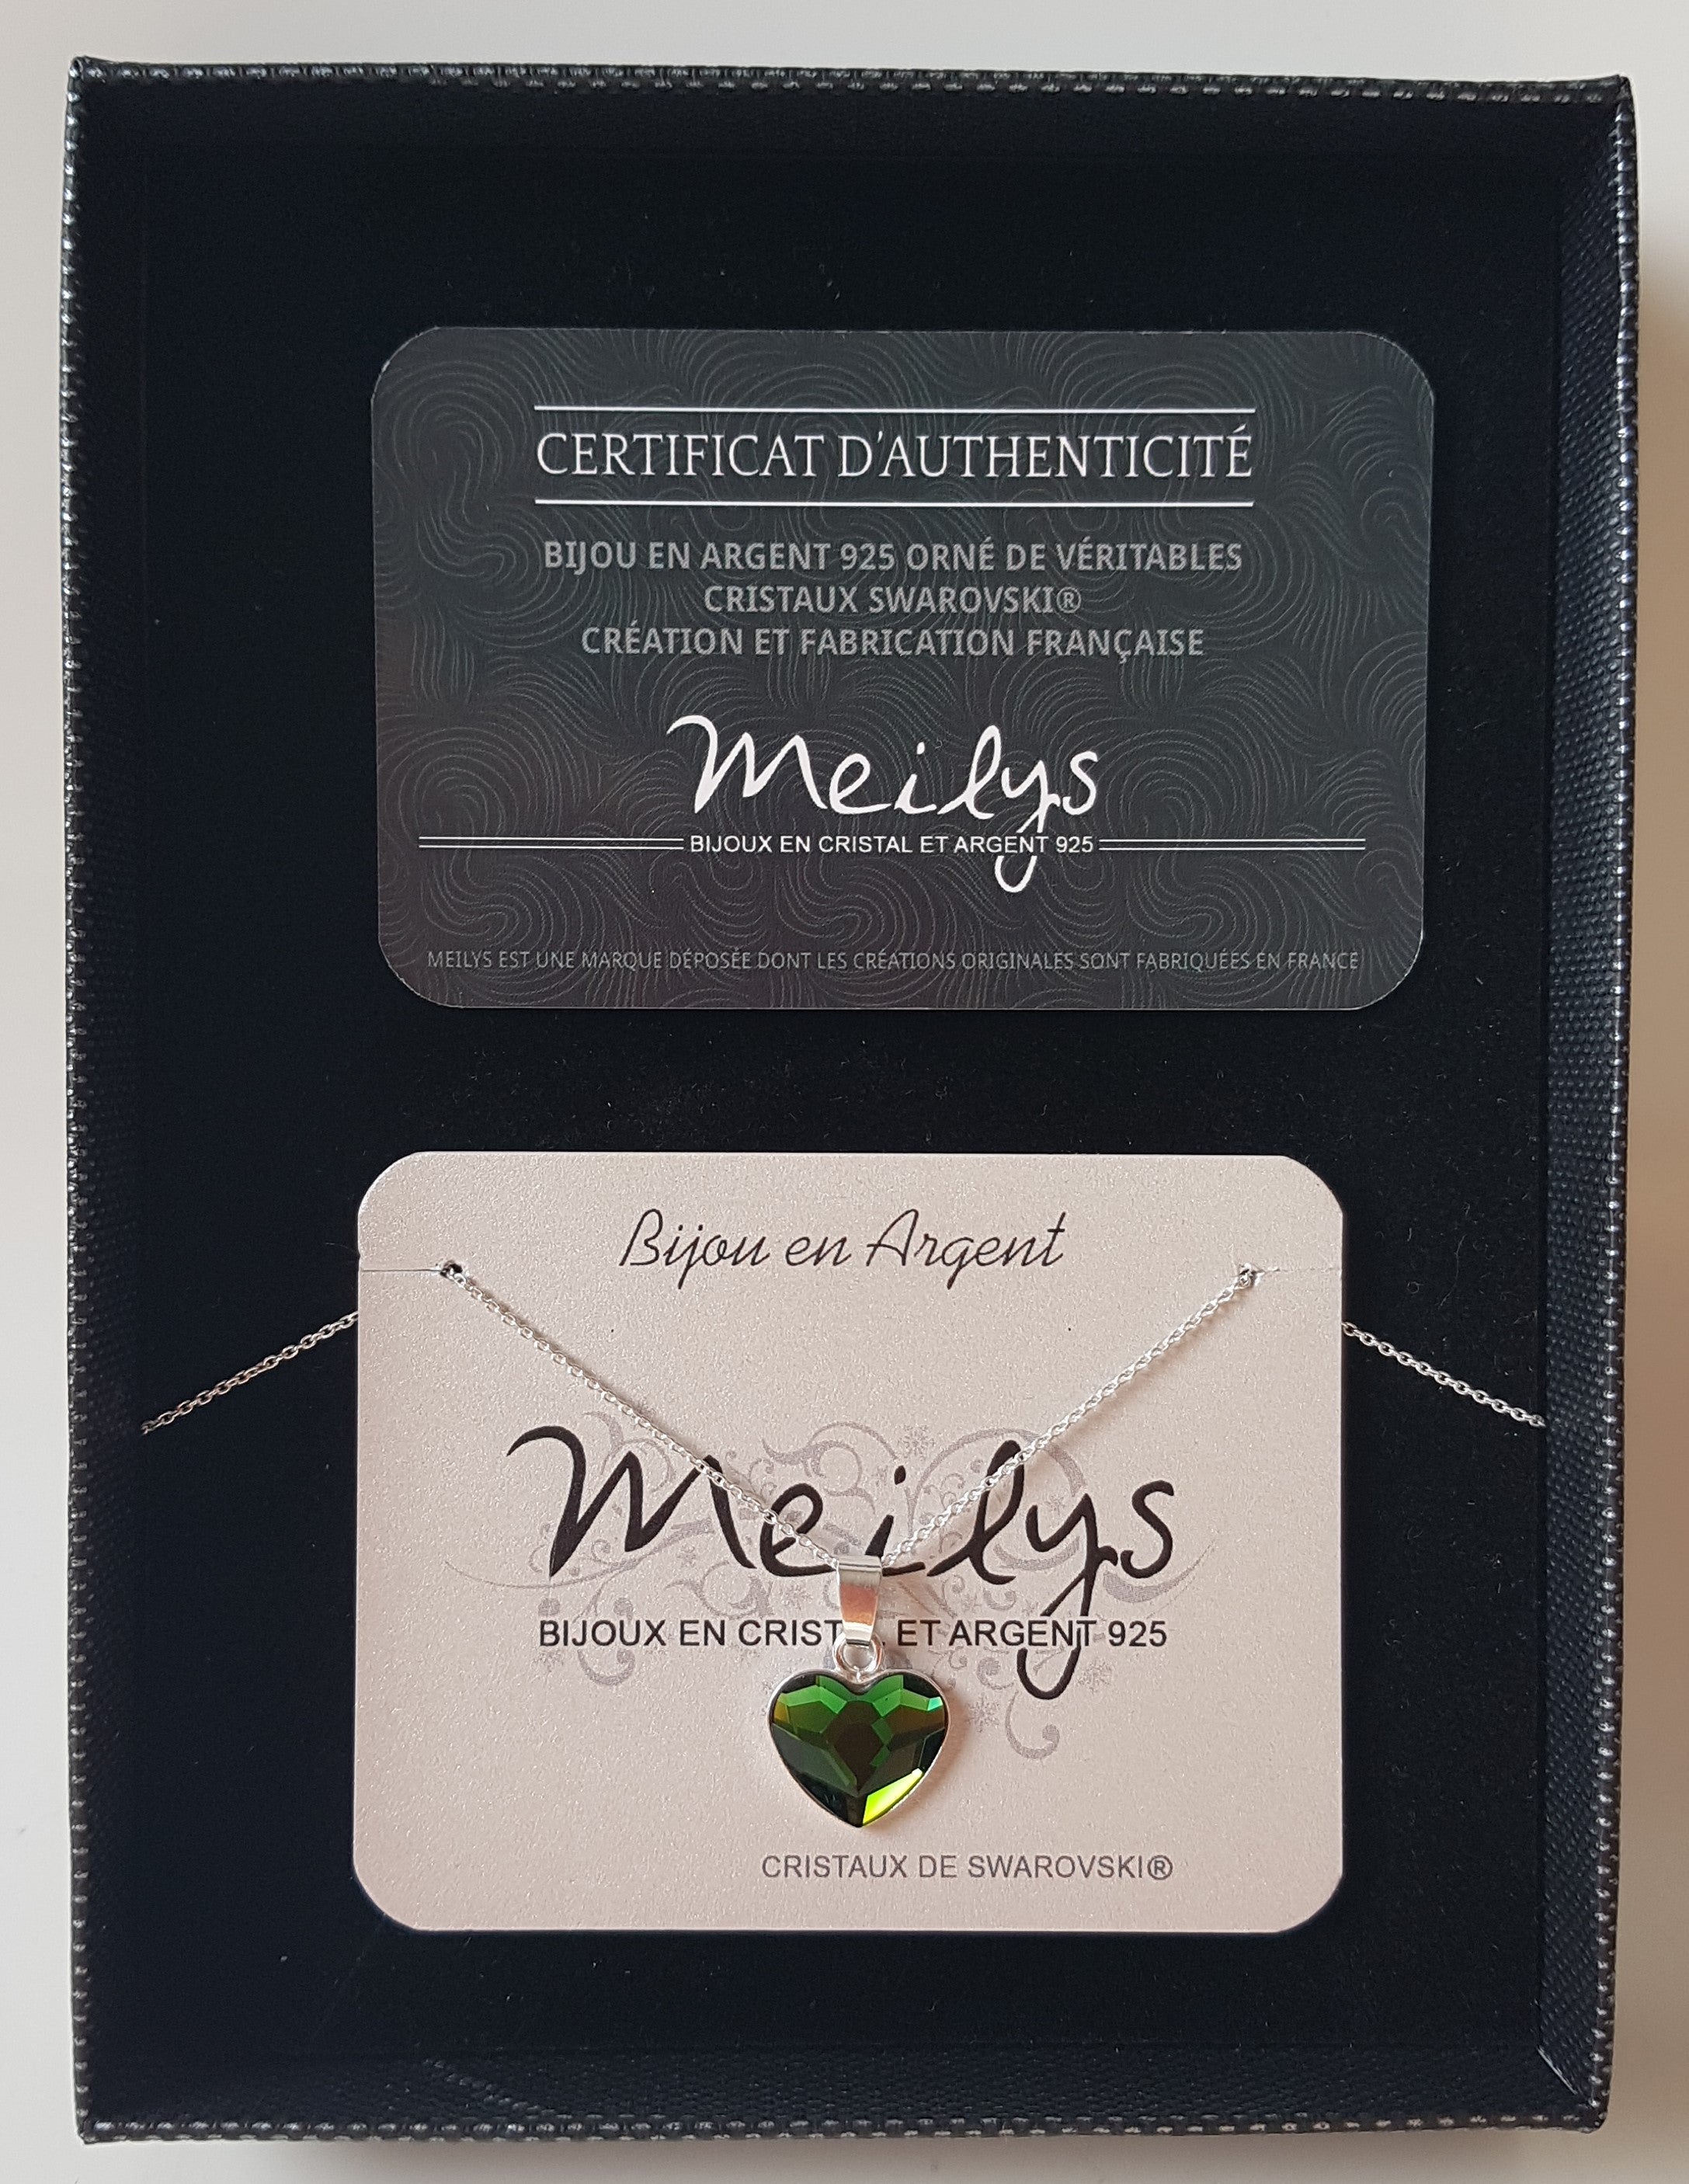 CERTIFICAT D'AUTHENTICITÉ
BIJOU EN ARGENT 925 ORNÉ DE VÉRITABLES
CRISTAUX SWAROVSKI®
CRÉATION ET FABRICATION FRANÇAISE
Meilys
BIJOUX EN CRISTAL ET ARGENT 925
MEILYS EST UNE MARQUE DÉPOSÉE DONT LES CRÉATIONS ORIGINALES SONT FABRIQUÉES EN FRANCE
Bijou en Argent
Meilys
BIJOUX EN CRISTAL ET ARGENT 925
CRISTAUX DE SWAROVSKI®